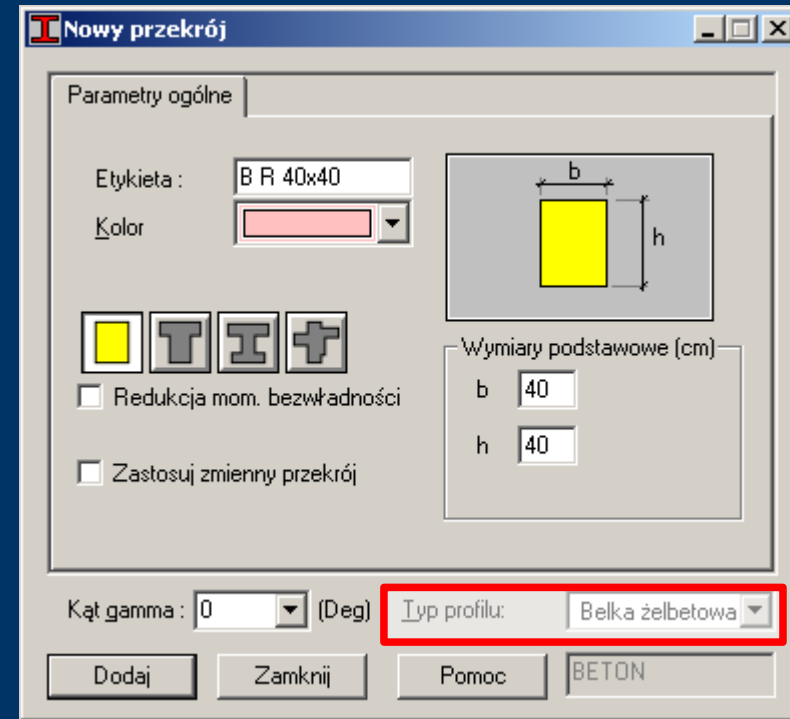 Nowy przekrój
Parametry ogólne
Etykieta : B R 40x40
Kolor
b
h
Redukcja mom. bezwładności
Zastosuj zmienny przekrój
Wymiary podstawowe (cm)
b 40
h 40
Kąt gamma : 0 (Deg) Typ profilu: Belka żelbetowa
Dodaj Zamknij Pomoc BETON